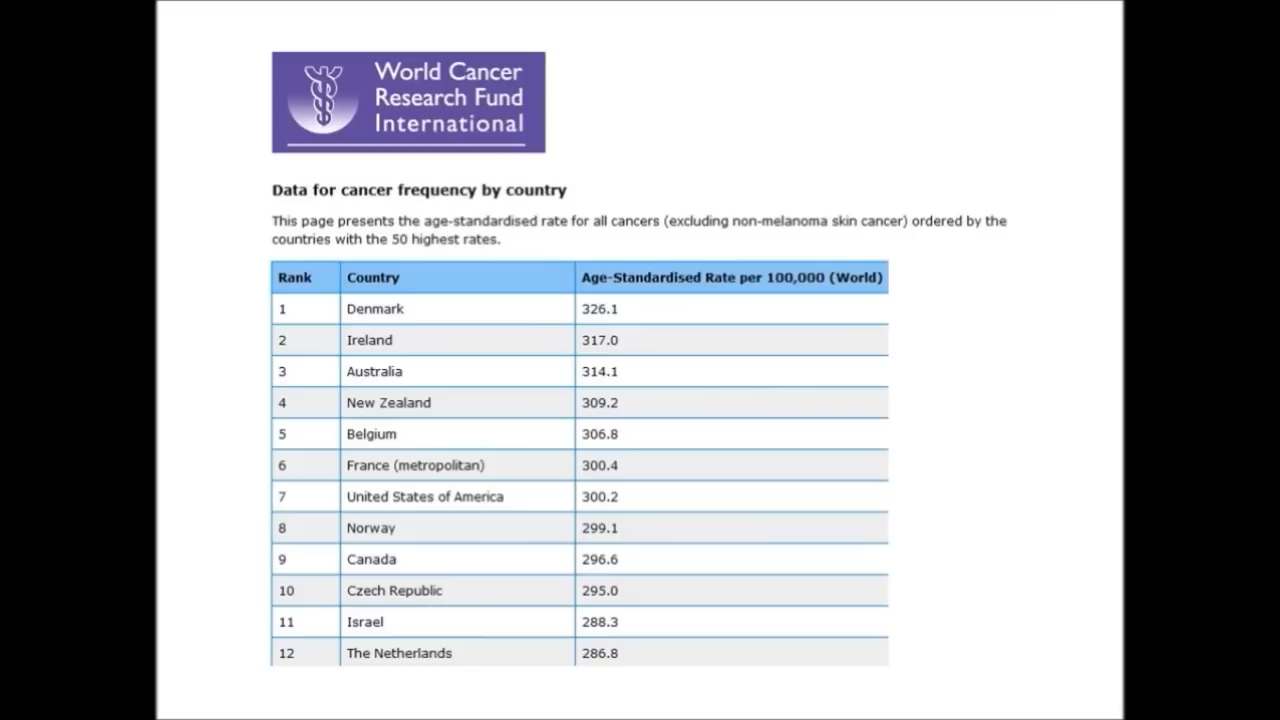 World Cancer
Research Fund
International
Data for cancer frequency by country
This page presents the age-standardised rate for all cancers (excluding non-melanoma skin cancer) ordered by the
countries with the 50 highest rates.
Rank Country Age-Standardised Rate per 100,000 (World)
1 Denmark 326.1
2 Ireland 317.0
3 Australia 314.1
4 New Zealand 309.2
5 Belgium 306.8
6 France (metropolitan) 300.4
7 United States of America 300.2
8 Norway 299.1
9 Canada 296.6
10 Czech Republic 295.0
11 Israel 288.3
12 The Netherlands 286.8